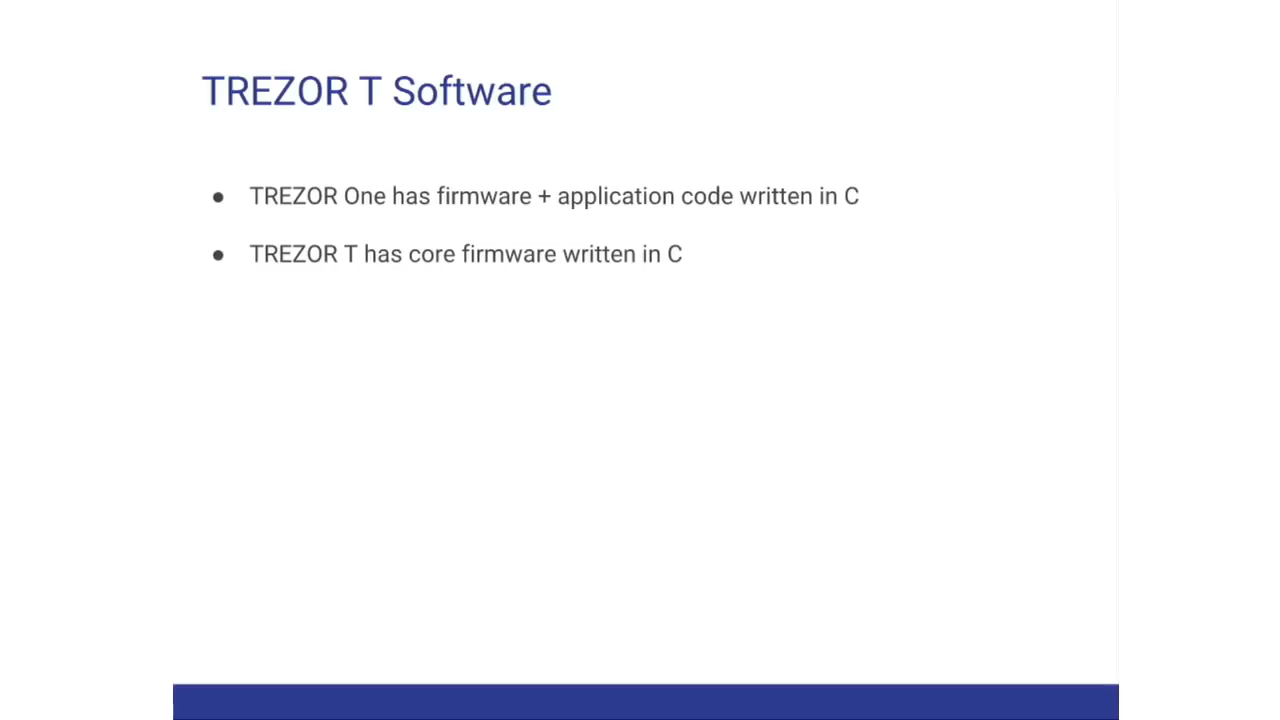 TREZOR T Software
● TREZOR One has firmware + application code written in C
● TREZOR T has core firmware written in C